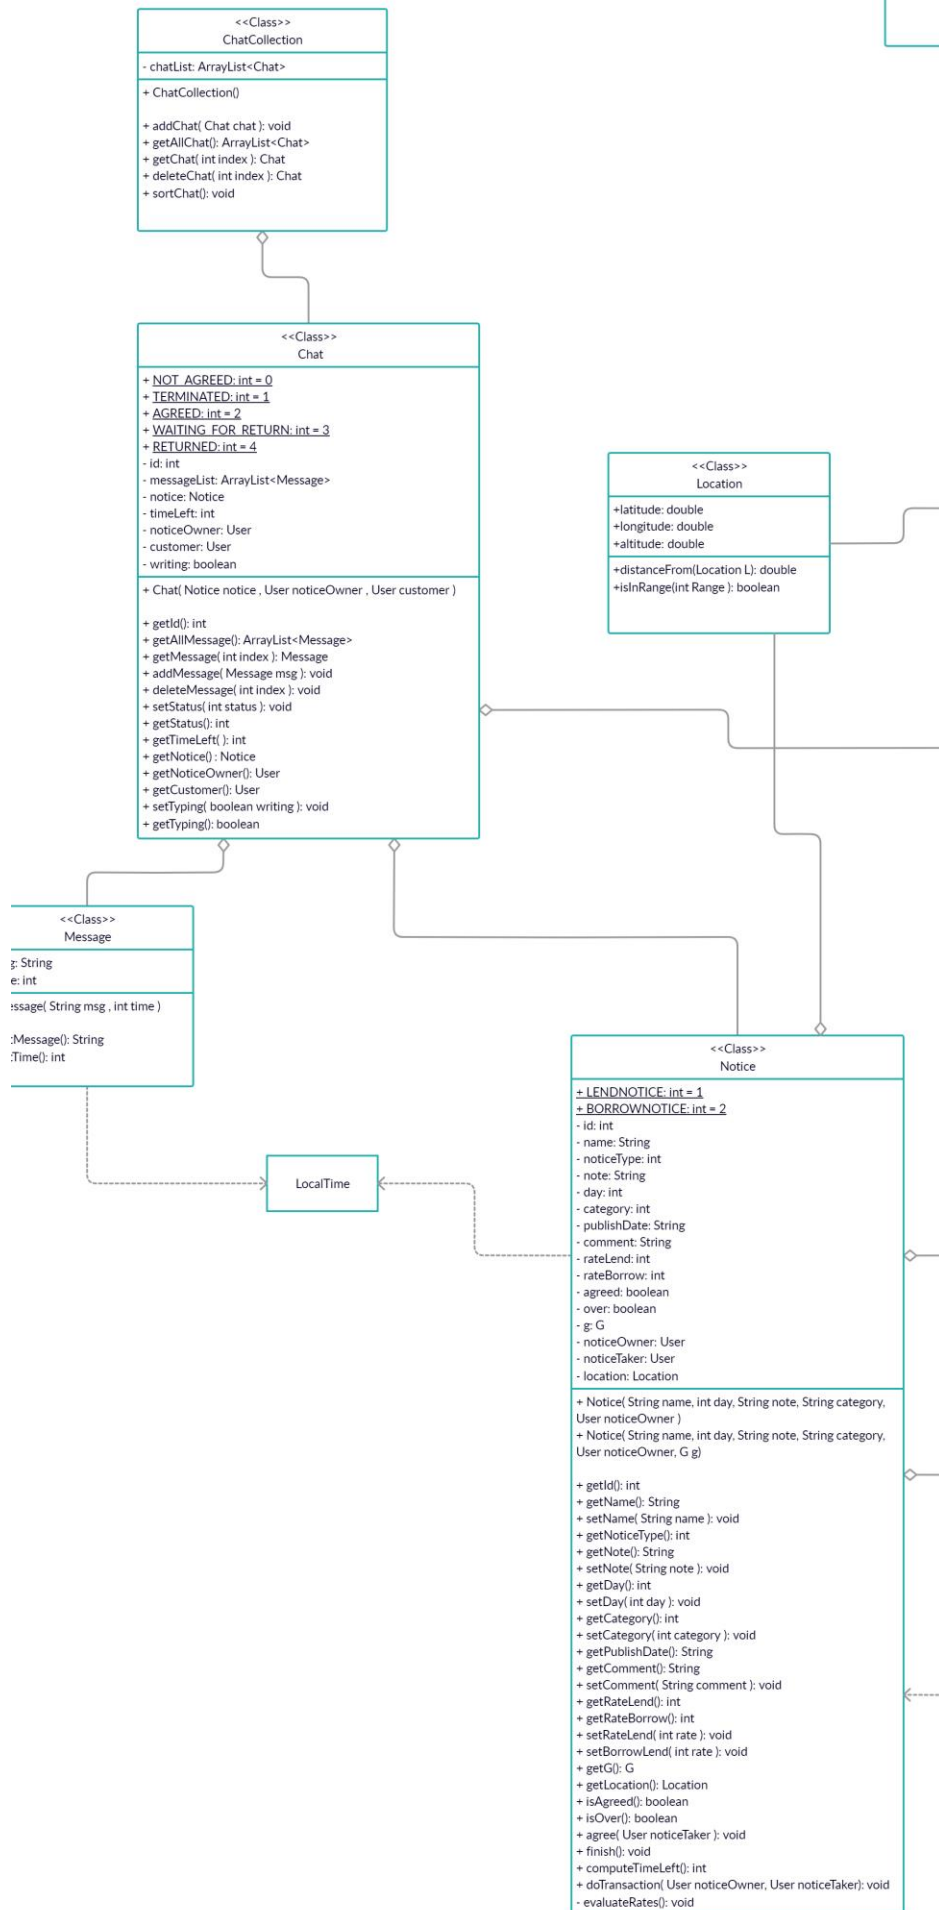 <<Class>>
ChatCollection
- chatList: ArrayList<Chat>
+ ChatCollection()
+ addChat( Chat chat ): void
+ getAllChat(): ArrayList<Chat>
+ getChat( int index ): Chat
+ deleteChat( int index ): Chat
+ sortChat(): void
<<Class>>
Chat
+ NOT_AGREED: int = 0
+ TERMINATED: int = 1
+ AGREED: int = 2
+ WAITING_FOR_RETURN: int = 3
+ RETURNED: int = 4
- id: int
- messageList: ArrayList<Message>
- notice: Notice
- timeLeft: int
- noticeOwner: User
- customer: User
- writing: boolean
+ Chat( Notice notice , User noticeOwner , User customer )
+ getId(): int
+ getAllMessage(): ArrayList<Message>
+ getMessage( int index ): Message
+ addMessage( Message msg ): void
+ deleteMessage( int index ): void
+ setStatus( int status ): void
+ getStatus(): int
+ getTimeLeft( ): int
+ getNotice() : Notice
+ getNoticeOwner(): User
+ getCustomer(): User
+ setTyping( boolean writing ): void
+ getTyping(): boolean
<<Class>>
Location
+latitude: double
+longitude: double
+altitude: double
+distanceFrom(Location L): double
+isInRange(int Range ): boolean
<<Class>>
Message
g: String
e: int
essage( String msg , int time )
tMessage(): String
tTime(): int
LocalTime
<<Class>>
Notice
+ LENDNOTICE: int = 1
+ BORROWNOTICE: int = 2
- id: int
- name: String
- noticeType: int
- note: String
- day: int
- category: int
- publishDate: String
- comment: String
- rateLend: int
- rateBorrow: int
- agreed: boolean
- over: boolean
- g: G
- noticeOwner: User
- noticeTaker: User
- location: Location
+ Notice( String name, int day, String note, String category,
User noticeOwner )
+ Notice( String name, int day, String note, String category,
User noticeOwner, G g)
+ getId(): int
+ getName(): String
+ setName( String name ): void
+ getNoticeType(): int
+ getNote(): String
+ setNote( String note ): void
+ getDay(): int
+ setDay( int day ): void
+ getCategory(): int
+ setCategory( int category ): void
+ getPublishDate(): String
+ getComment(): String
+ setComment( String comment ): void
+ getRateLend(): int
+ getRateBorrow(): int
+ setRateLend( int rate ): void
+ setBorrowLend( int rate ): void
+ getG(): G
+ getLocation(): Location
+ isAgreed(): boolean
+ isOver(): boolean
+ agree( User noticeTaker ): void
+ finish(): void
+ computeTimeLeft(): int
+ doTransaction( User noticeOwner, User noticeTaker): void
- evaluateRates(): void